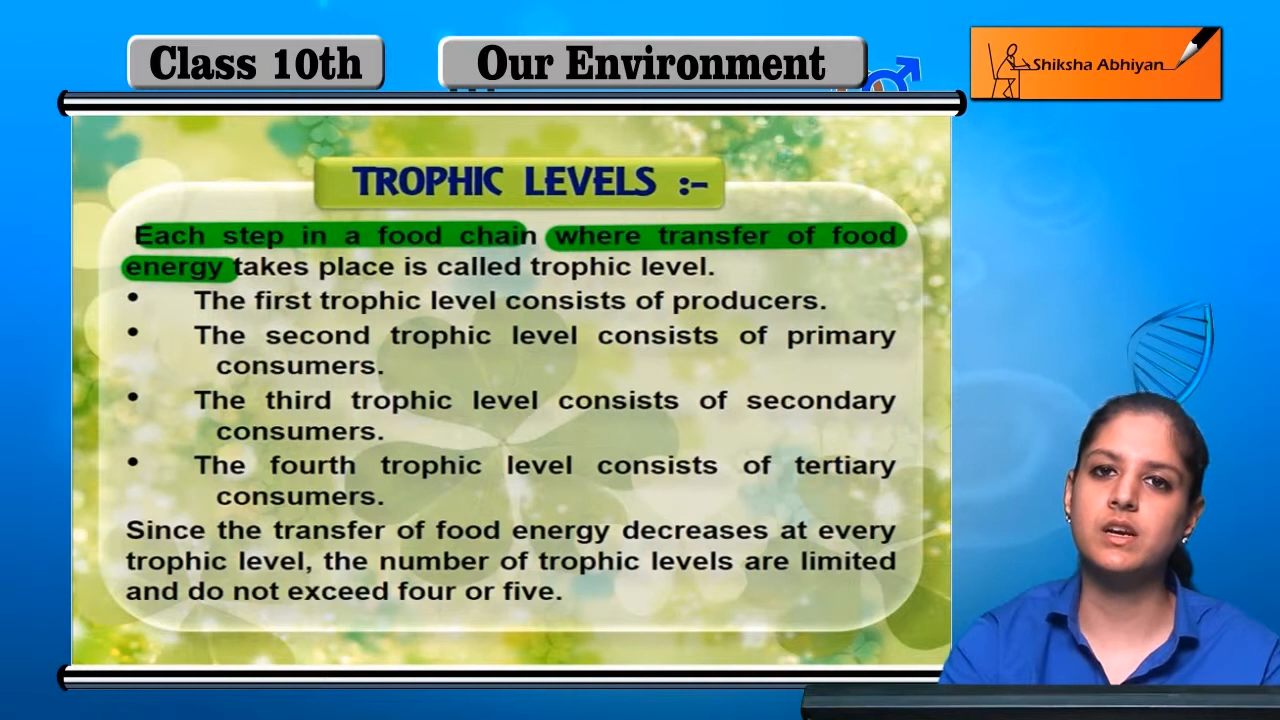 Class 10th
Our Environment
Shiksha Abhiyan
TROPHIC LEVELS :-
Each step in a food chain where transfer of food
energy takes place is called trophic level.
• The first trophic level consists of producers.
• The second trophic level consists of primary
consumers.
• The third trophic level consists of secondary
consumers.
• The fourth trophic level consists of tertiary
consumers.
Since the transfer of food energy decreases at every
trophic level, the number of trophic levels are limited
and do not exceed four or five.